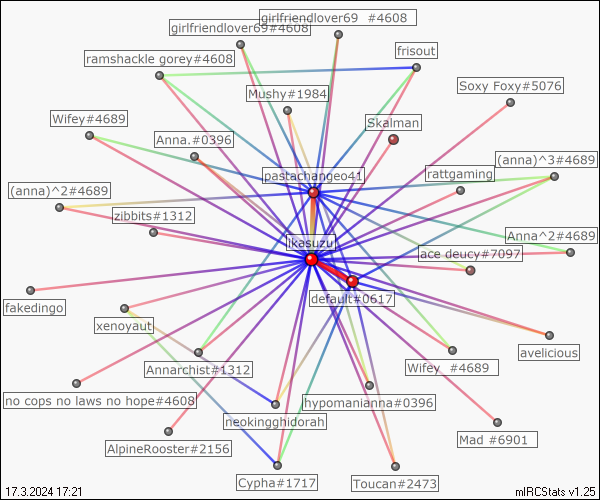 girlfriendlover69  #4608
girlfriendlover69#4608
frisout
ramshackle gorey#4608
Soxy Foxy#5076
Mushy#1984
Wifey#4689
Skalman
Anna.#0396
(anna)^3#4689
pastachangeo41
rattgaming
(anna)^2#4689
zibbits#1312
Anna^2#4689
ikasuzu
ace deucy#7097
default#0617
fakedingo
xenoyaut
avelicious
Annarchist#1312
Wifey  #4689
no cops no laws no hope#4608
hypomanianna#0396
neokingghidorah
AlpineRooster#2156
Mad #6901
Cypha#1717
Toucan#2473
17.3.2024 17:21
mIRCStats v1.25